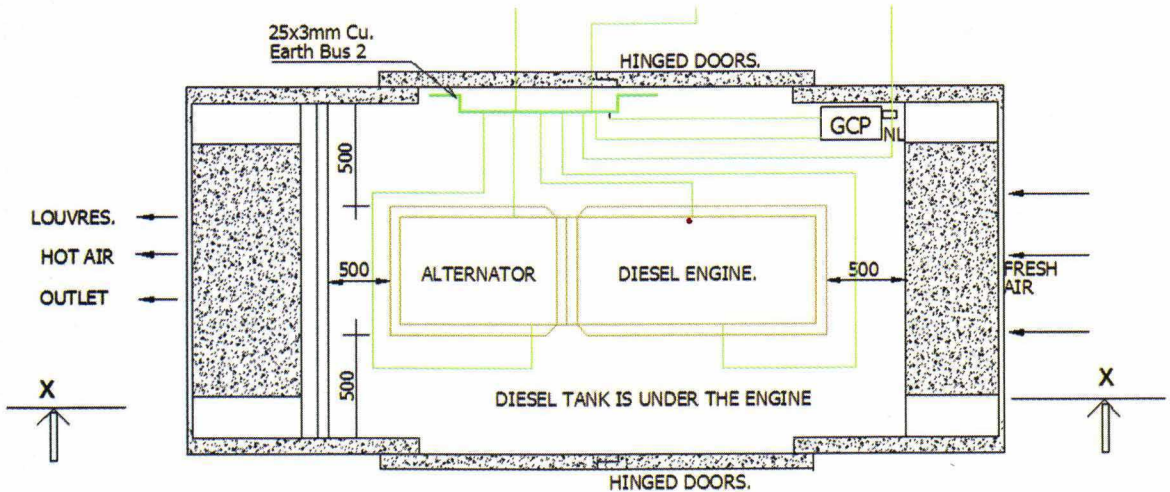 25x3mm Cu.
Earth Bus 2
HINGED DOORS.
GCP
NL
500
LOUVRES.
HOT AIR
OUTLET
500
ALTERNATOR
DIESEL ENGINE.
500
FRESH
AIR
500
X
DIESEL TANK IS UNDER THE ENGINE
X
HINGED DOORS.